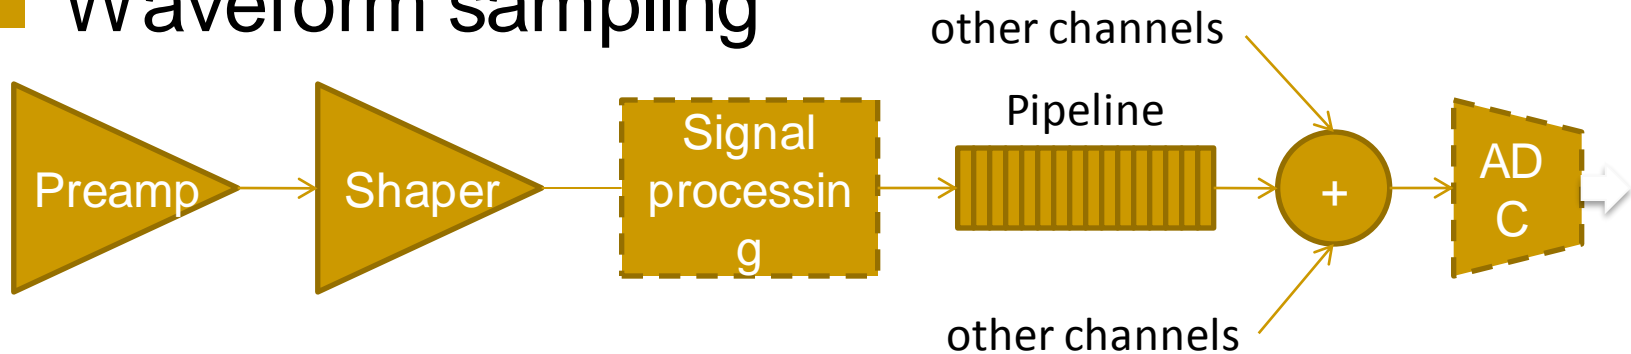 Waveform sampling
other channels
Pipeline
Preamp
Shaper
Signal
processin
g
+
AD
C
other channels